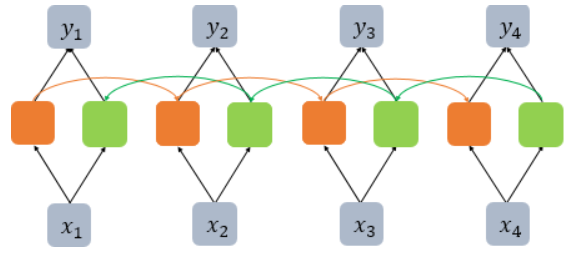 y₁ y₂ y₃ y₄
x₁ x₂ x₃ x₄